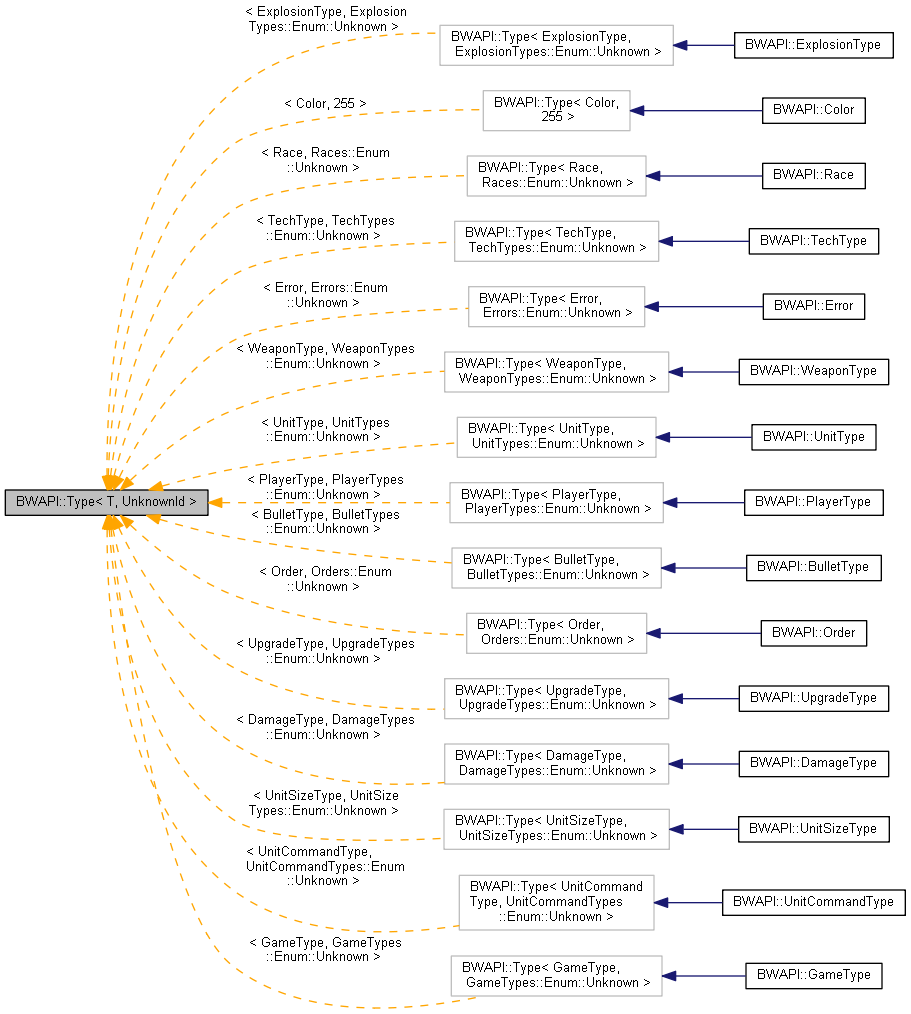 < ExplosionType, Explosion
Types::Enum::Unknown >
BWAPI::Type< ExplosionType,
ExplosionTypes::Enum::Unknown >
BWAPI::ExplosionType
< Color, 255 >
BWAPI::Type< Color,
255 >
BWAPI::Color
< Race, Races::Enum
::Unknown >
BWAPI::Type< Race,
Races::Enum::Unknown >
BWAPI::Race
< TechType, TechTypes
::Enum::Unknown >
BWAPI::Type< TechType,
TechTypes::Enum::Unknown >
BWAPI::TechType
< Error, Errors::Enum
::Unknown >
BWAPI::Type< Error,
Errors::Enum::Unknown >
BWAPI::Error
< WeaponType, WeaponTypes
::Enum::Unknown >
BWAPI::Type< WeaponType,
WeaponTypes::Enum::Unknown >
BWAPI::WeaponType
< UnitType, UnitTypes
::Enum::Unknown >
BWAPI::Type< UnitType,
UnitTypes::Enum::Unknown >
BWAPI::UnitType
BWAPI::Type< T, UnknownId >
< PlayerType, PlayerTypes
::Enum::Unknown >
BWAPI::Type< PlayerType,
PlayerTypes::Enum::Unknown >
BWAPI::PlayerType
< BulletType, BulletTypes
::Enum::Unknown >
BWAPI::Type< BulletType,
BulletTypes::Enum::Unknown >
BWAPI::BulletType
< Order, Orders::Enum
::Unknown >
BWAPI::Type< Order,
Orders::Enum::Unknown >
BWAPI::Order
< UpgradeType, UpgradeTypes
::Enum::Unknown >
BWAPI::Type< UpgradeType,
UpgradeTypes::Enum::Unknown >
BWAPI::UpgradeType
< DamageType, DamageTypes
::Enum::Unknown >
BWAPI::Type< DamageType,
DamageTypes::Enum::Unknown >
BWAPI::DamageType
< UnitSizeType, UnitSize
Types::Enum::Unknown >
BWAPI::Type< UnitSizeType,
UnitSizeTypes::Enum::Unknown >
BWAPI::UnitSizeType
< UnitCommandType,
UnitCommandTypes::Enum
::Unknown >
BWAPI::Type< UnitCommand
Type, UnitCommandTypes
::Enum::Unknown >
BWAPI::UnitCommandType
< GameType, GameTypes
::Enum::Unknown >
BWAPI::Type< GameType,
GameTypes::Enum::Unknown >
BWAPI::GameType